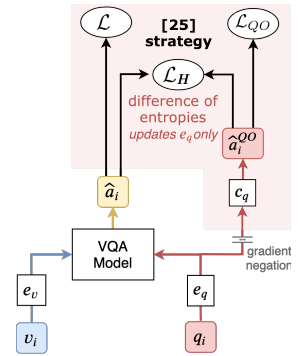 ℒ
[25]
strategy
ℒ_QO
ℒ_H
difference of
entropies
updates e_q only
â_i^QO
â_i
c_q
VQA
Model
gradient
negation
e_v
e_q
v_i
q_i